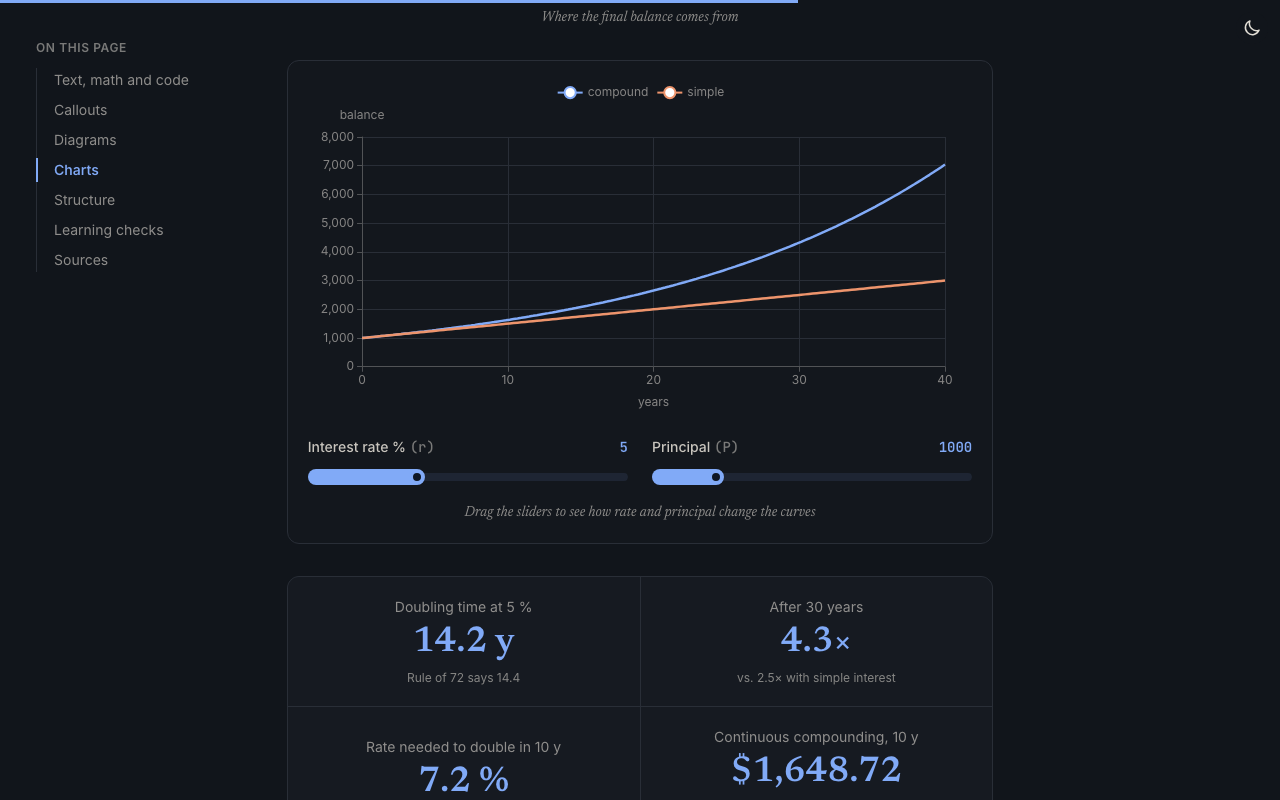 Where the final balance comes from
ON THIS PAGE
Text, math and code
Callouts
Diagrams
Charts
Structure
Learning checks
Sources
compound simple
balance
8,000
7,000
6,000
5,000
4,000
3,000
2,000
1,000
0
0 10 20 30 40
years
Interest rate % (r) 5
Principal (P) 1000
Drag the sliders to see how rate and principal change the curves
Doubling time at 5 %
14.2 y
Rule of 72 says 14.4
After 30 years
4.3×
vs. 2.5× with simple interest
Rate needed to double in 10 y
7.2 %
Continuous compounding, 10 y
$1,648.72